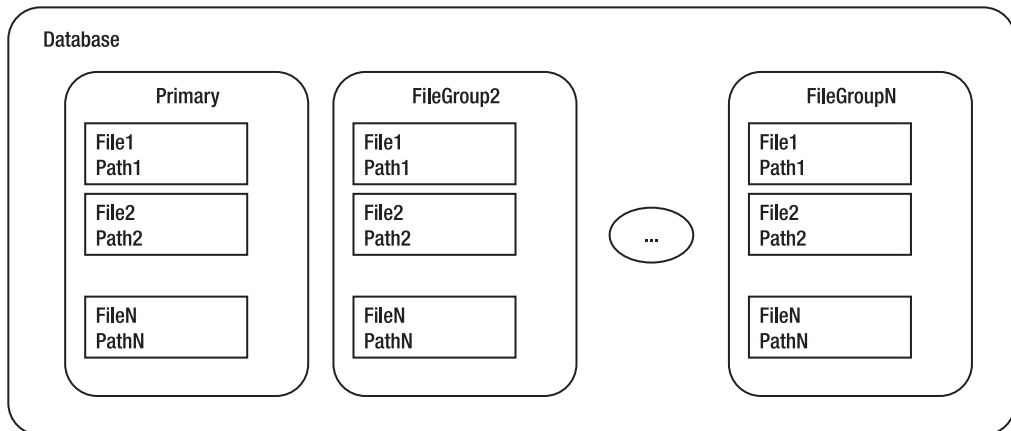 Database
Primary
File1
Path1
File2
Path2
FileN
PathN
FileGroup2
File1
Path1
File2
Path2
FileN
PathN
...
FileGroupN
File1
Path1
File2
Path2
FileN
PathN